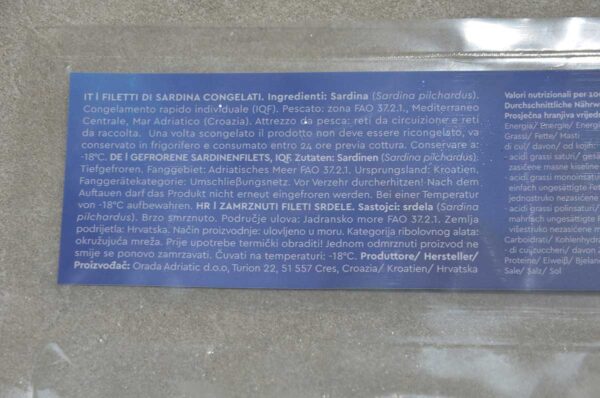 IT | FILETTI DI SARDINA CONGELATI. Ingredienti: Sardina (Sardina pilchardus).
Congelamento rapido individuale (IQF). Pescato: zona FAO 37.2.1., Mediterraneo
Centrale, Mar Adriatico (Croazia). Attrezzo da pesca: reti da circuizione e reti
da raccolta. Una volta scongelato il prodotto non deve essere ricongelato, va
conservato in frigorifero e consumato entro 24 ore previa cottura. Conservare a:
-18°C. DE | GEFRORENE SARDINENFILETS, IQF Zutaten: Sardinen (Sardina pilchardus).
Tiefgefroren. Fanggebiet: Adriatisches Meer FAO 37.2.1. Ursprungsland: Kroatien.
Fanggerätekategorie: Umschließungsnetz. Vor Verzehr durcherhitzen! Nach dem
Auftauen darf das Produkt nicht erneut eingefroren werden. Bei einer Temperatur
von -18°C aufbewahren. HR | ZAMRZNUTI FILETI SRDELE. Sastojci: srdela (Sardina
pilchardus). Brzo smrznuto. Područje ulova: Jadransko more FAO 37.2.1. Zemlja
podrijetla: Hrvatska. Način proizvodnje: ulovljeno u moru. Kategorija ribolovnog alata:
okružujuća mreža. Prije upotrebe termički obraditi! Jednom odmrznuti proizvod ne
smije se ponovo zamrzavati. Čuvati na temperaturi: -18°C. Produttore/ Hersteller/
Proizvođač: Orada Adriatic d.o.o, Turion 22, 51 557 Cres, Croazia/ Kroatien/ Hrvatska
Valori nutrizionali per 100
Durchschnittliche Nährw
Prosječna hranjiva vrijedn
Energia/ Energie/ Energi
Grassi/ Fette/ Masti
di cui/ davon/ od kojih:
- acidi grassi saturi/ gesä
zasićene masne kiseline
- acidi grassi monoinsatu
einfach ungesättigte Fet
jednostruko nezasićene
- acidi grassi polinsaturi/
mehrfach ungesättigte
višestruko nezasićene m
Carboidrati/ Kohlenhydra
- di cui zuccheri/ davon Z
Proteine/ Eiweiß/ Bjelan
Sale/ Salz/ Sol